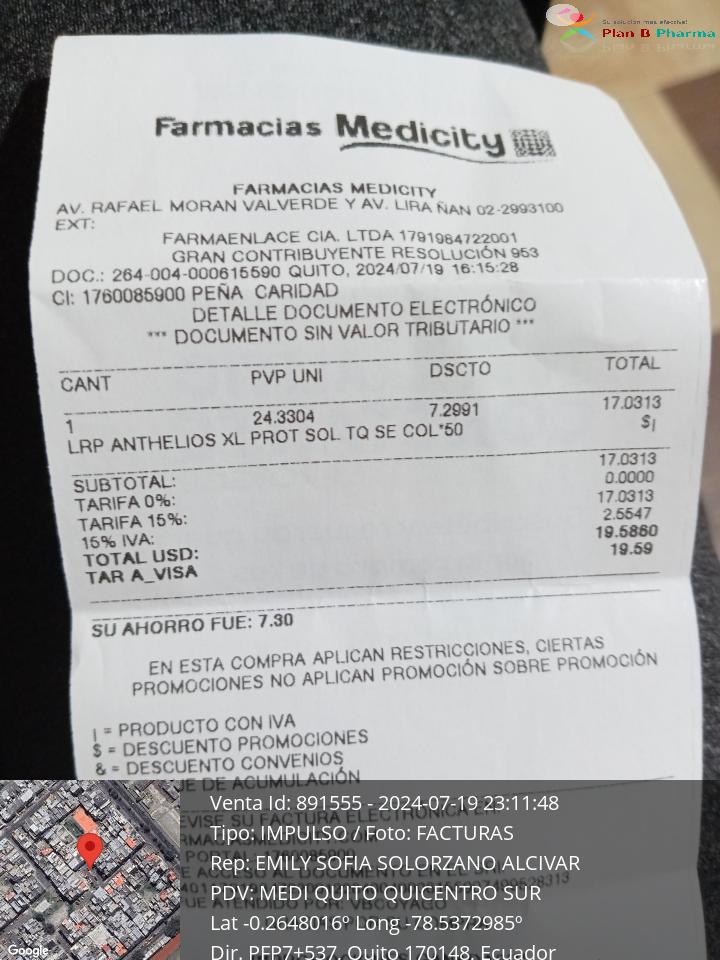 Su solucion mas efectiva!
Plan B Pharma
Farmacias Medicity
FARMACIAS MEDICITY
AV. RAFAEL MORAN VALVERDE Y AV. LIRA ÑAN 02-2993100
EXT:
FARMAENLACE CIA. LTDA 1791984722001
GRAN CONTRIBUYENTE RESOLUCIÓN 953
DOC.: 264-004-000615590 QUITO, 2024/07/19 16:15:28
CI: 1760085900 PEÑA CARIDAD
DETALLE DOCUMENTO ELECTRÓNICO
*** DOCUMENTO SIN VALOR TRIBUTARIO ***
CANT PVP UNI DSCTO TOTAL
1 24.3304 7.2991 17.0313
LRP ANTHELIOS XL PROT SOL TQ SE COL*50 $|
SUBTOTAL: 17.0313
TARIFA 0%: 0.0000
TARIFA 15%: 17.0313
15% IVA: 2.5547
TOTAL USD: 19.5860
TAR A_VISA 19.59
SU AHORRO FUE: 7.30
EN ESTA COMPRA APLICAN RESTRICCIONES, CIERTAS
PROMOCIONES NO APLICAN PROMOCIÓN SOBRE PROMOCIÓN
| = PRODUCTO CON IVA
$ = DESCUENTO PROMOCIONES
& = DESCUENTO CONVENIOS
DE ACUMULACIÓN
Venta Id: 891555 - 2024-07-19 23:11:48
Tipo: IMPULSO / Foto: FACTURAS
Rep: EMILY SOFIA SOLORZANO ALCIVAR
PDV: MEDI QUITO QUICENTRO SUR
Lat -0.2648016º Long -78.5372985º
Dir. PFP7+537, Quito 170148, Ecuador
Google